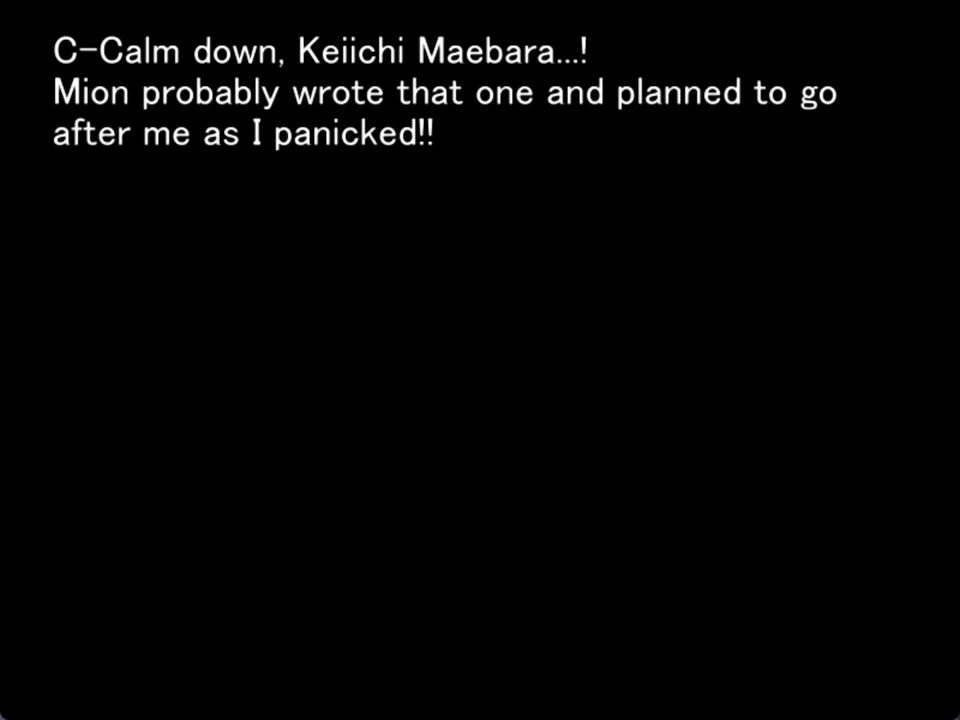 C-Calm down, Keiichi Maebara...!
Mion probably wrote that one and planned to go
after me as I panicked!!